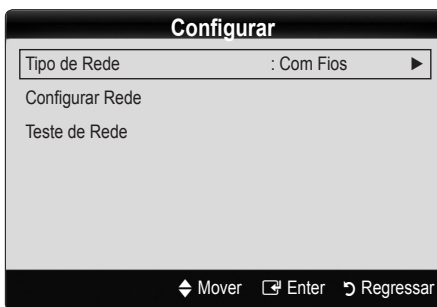 Configurar
Tipo de Rede : Com Fios ►
Configurar Rede
Teste de Rede
Mover Enter Regressar